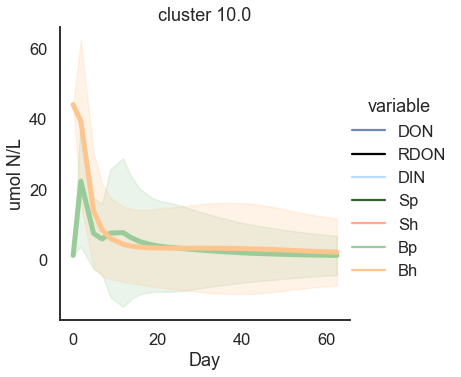 cluster 10.0
60
40
20
0
umol N/L
0 20 40 60
Day
variable
DON
RDON
DIN
Sp
Sh
Bp
Bh